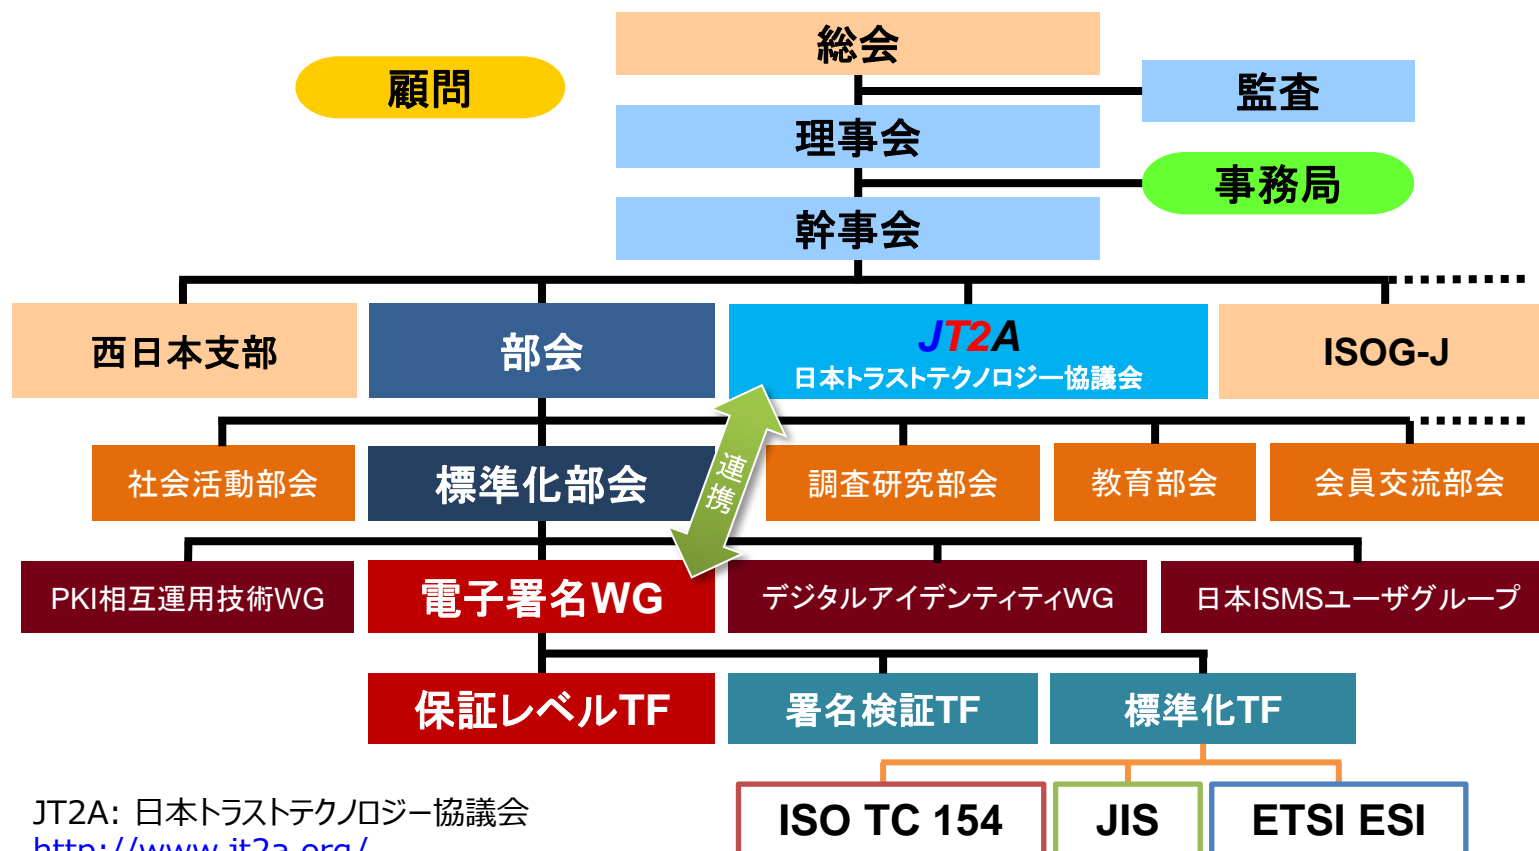 総会
顧問
監査
理事会
事務局
幹事会
西日本支部
部会
JT2A
日本トラストテクノロジー協議会
ISOG-J
連携
社会活動部会
標準化部会
調査研究部会
教育部会
会員交流部会
PKI相互運用技術WG
電子署名WG
デジタルアイデンティティWG
日本ISMSユーザグループ
保証レベルTF
署名検証TF
標準化TF
ISO TC 154
JIS
ETSI ESI
JT2A: 日本トラストテクノロジー協議会
http://www.jt2a.org/